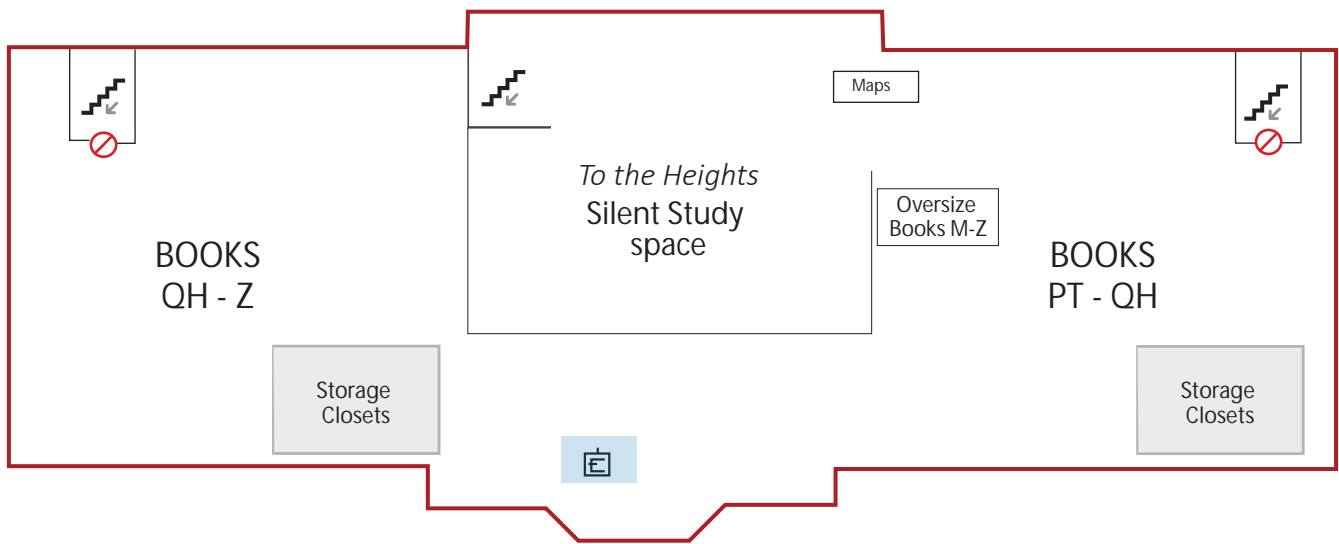 Maps
To the Heights
Silent Study
space
Oversize
Books M-Z
BOOKS
QH - Z
BOOKS
PT - QH
Storage
Closets
E
Storage
Closets